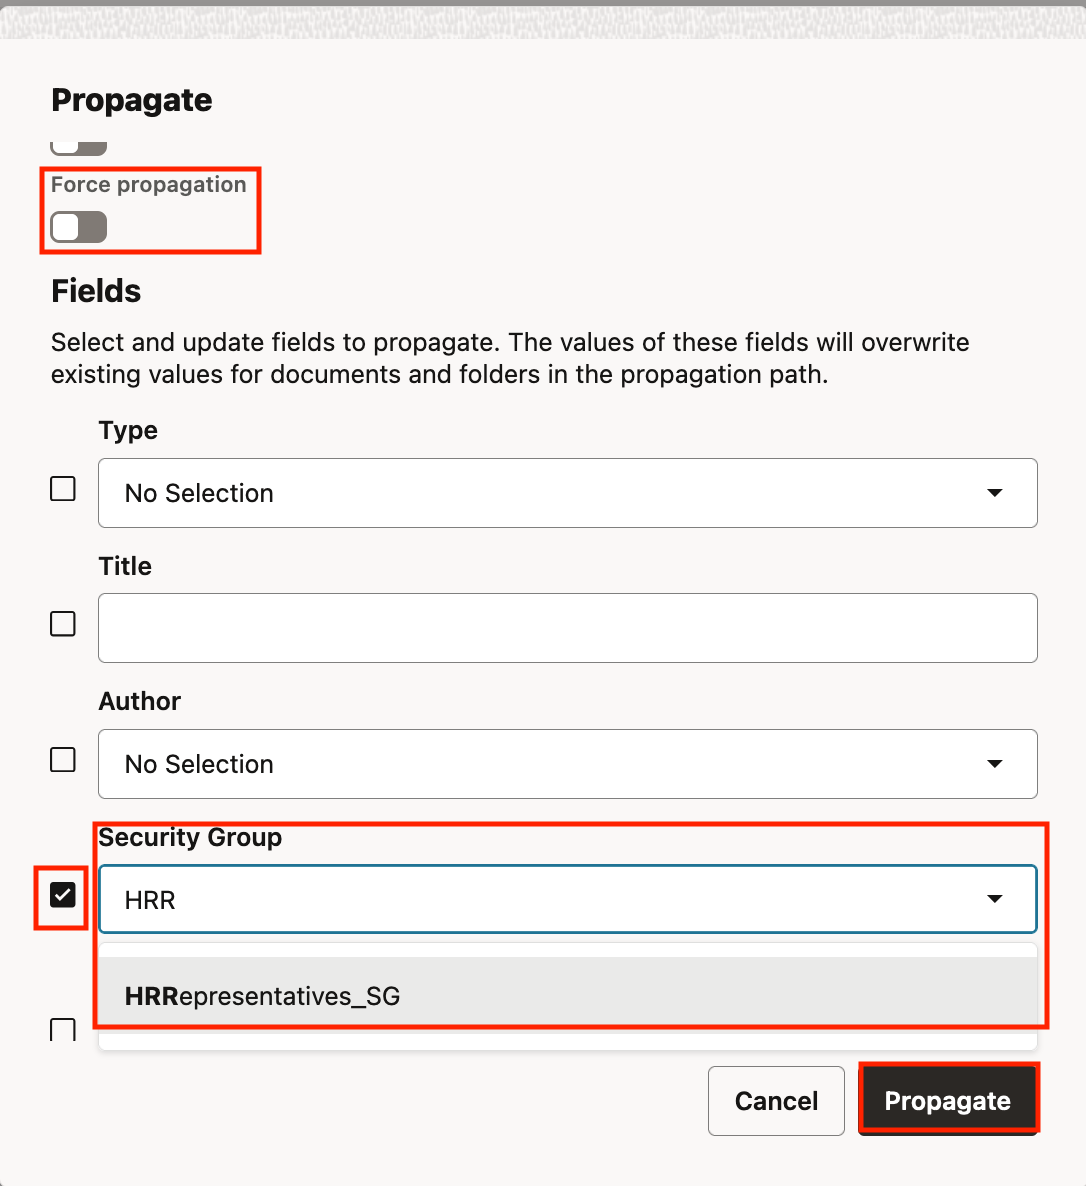 Propagate
Force propagation
Fields
Select and update fields to propagate. The values of these fields will overwrite
existing values for documents and folders in the propagation path.
Type
No Selection
Title
Author
No Selection
Security Group
HRR
HRRepresentatives_SG
Cancel
Propagate